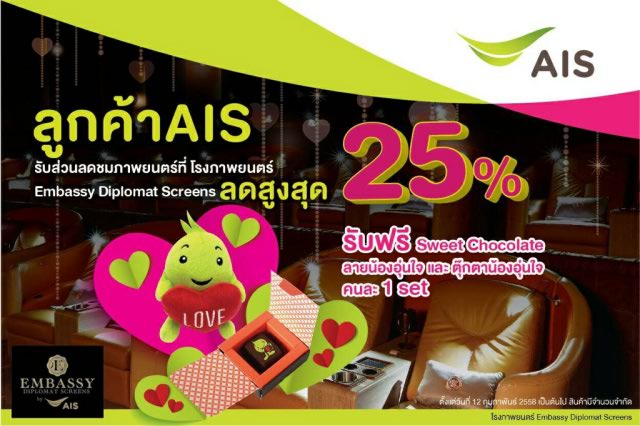 AIS
ลูกค้าAIS
รับส่วนลดชมภาพยนตร์ที่ โรงภาพยนตร์
Embassy Diplomat Screens ลดสูงสุด
25%
รับฟรี Sweet Chocolate
ลายน้องอุ่นใจ และ ตุ๊กตาน้องอุ่นใจ
คนละ 1 set
LOVE
E
EMBASSY
DIPLOMAT SCREENS
by AIS
ตั้งแต่วันที่ 12 กุมภาพันธ์ 2558 เป็นต้นไป สินค้ามีจำนวนจำกัด
โรงภาพยนตร์ Embassy Diplomat Screens